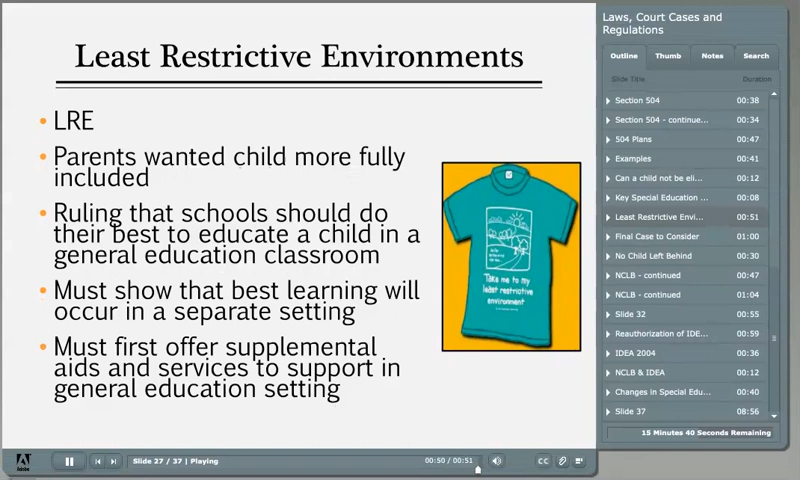 Least Restrictive Environments
• LRE
• Parents wanted child more fully
included
• Ruling that schools should do
their best to educate a child in a
general education classroom
• Must show that best learning will
occur in a separate setting
• Must first offer supplemental
aids and services to support in
general education setting
Take me to my
least restrictive
environment
Adobe
Slide 27 / 37 | Playing
00:50 / 00:51
CC
Laws, Court Cases and
Regulations
Outline Thumb Notes Search
Slide Title Duration
Section 504 00:38
Section 504 - continue... 00:34
504 Plans 00:47
Examples 00:41
Can a child not be eli... 00:12
Key Special Education ... 00:08
Least Restrictive Envi... 00:51
Final Case to Consider 01:00
No Child Left Behind 00:30
NCLB - continued 00:47
NCLB - continued 01:04
Slide 32 00:55
Reauthorization of IDE... 00:59
IDEA 2004 00:36
NCLB & IDEA 00:12
Changes in Special Edu... 00:40
Slide 37 08:56
15 Minutes 40 Seconds Remaining